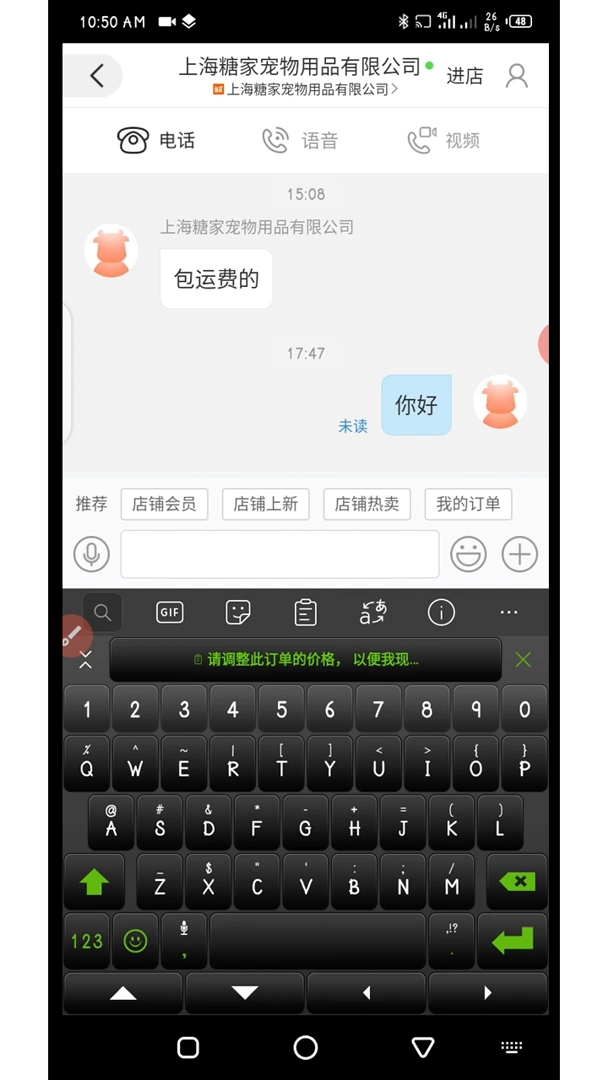 10:50 AM 4G 26 B/s 48
上海糖家宠物用品有限公司 进店
上海糖家宠物用品有限公司
电话 语音 视频
15:08
上海糖家宠物用品有限公司
包运费的
17:47
你好
未读
推荐 店铺会员 店铺上新 店铺热卖 我的订单
GIF
请调整此订单的价格， 以便我现...
1 2 3 4 5 6 7 8 9 0
% ^ ~ | [ ] < > { }
Q W E R T Y U I O P
@ # & * - + = ( )
A S D F G H J K L
_ $ " ' : ; /
Z X C V B N M
123 , ,!? .